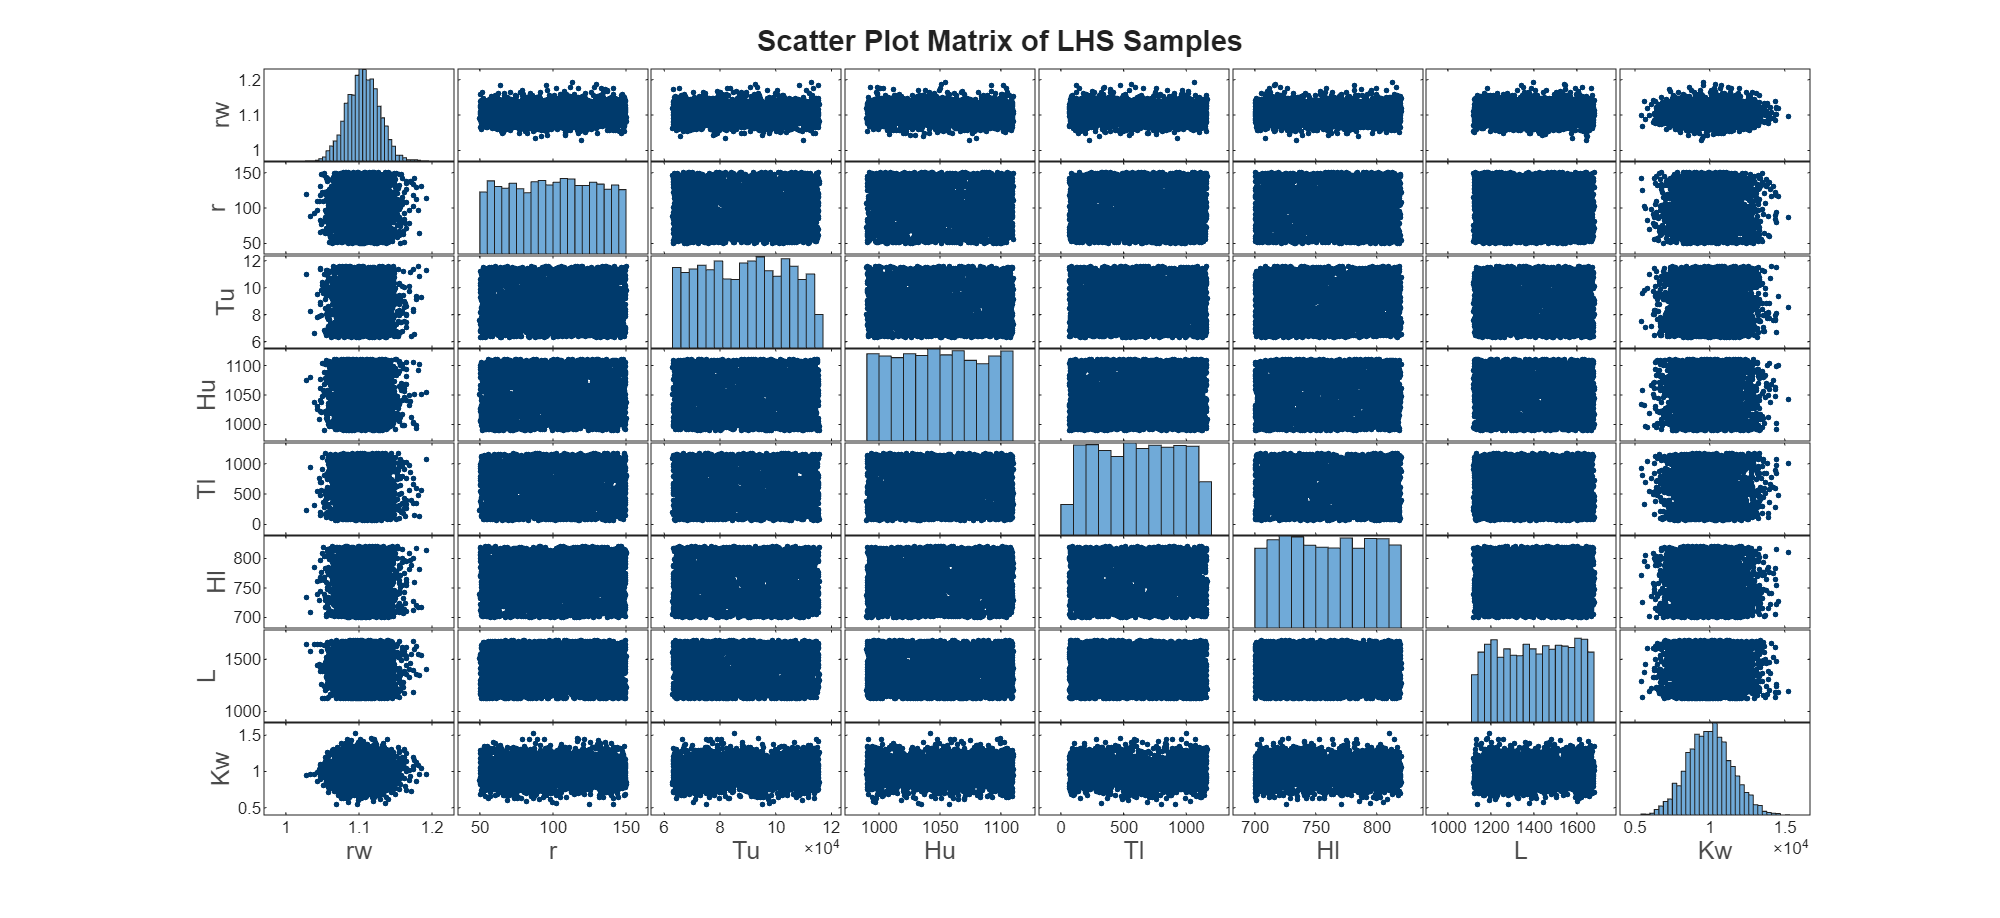 Scatter Plot Matrix of LHS Samples
rw
1.2
1.1
1
r
150
100
50
Tu
12
10
8
6
Hu
1100
1050
1000
Tl
1000
500
0
Hl
800
750
700
L
1500
1000
Kw
1.5
1
0.5
1 1.1 1.2 50 100 150 6 8 10 12 1000 1050 1100 0 500 1000 700 750 800 1000 1200 1400 1600 0.5 1 1.5
×10⁴ ×10⁴
rw r Tu Hu Tl Hl L Kw